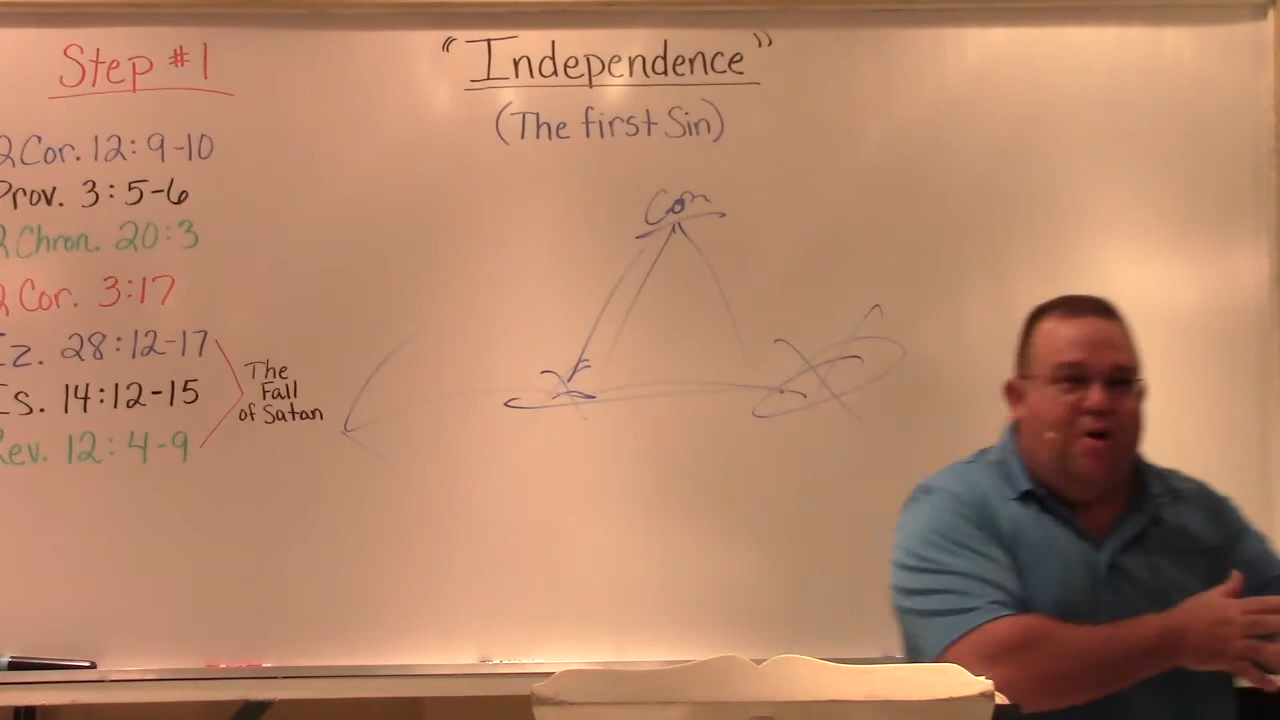 Step #1
2 Cor. 12:9-10
Prov. 3:5-6
2 Chron. 20:3
2 Cor. 3:17
Ez. 28:12-17
Is. 14:12-15
Rev. 12:4-9
The
Fall
of Satan
"Independence"
(The first Sin)